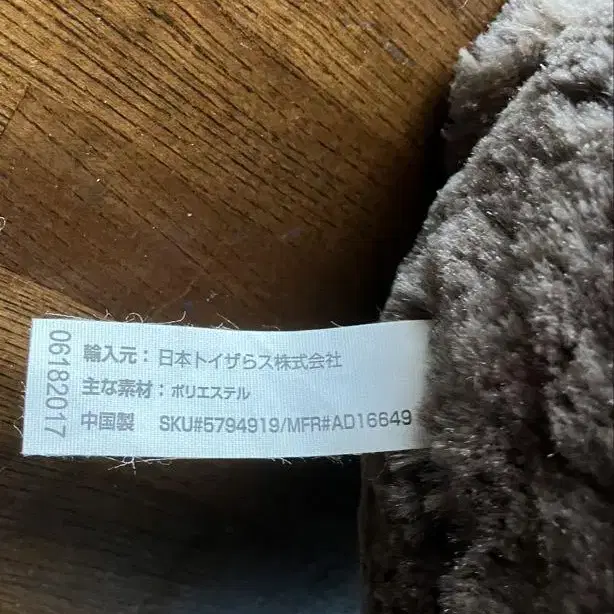 輸入元：日本トイザらス株式会社
主な素材：ポリエステル
中国製 SKU#5794919/MFR#AD16649
06182017